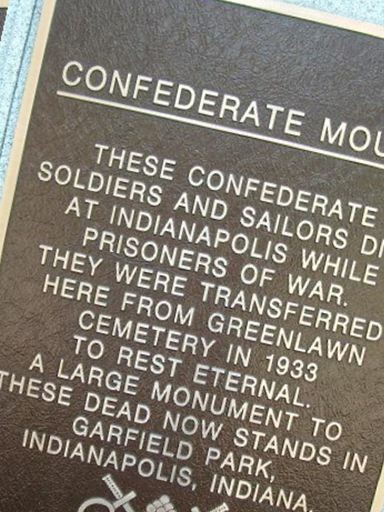 CONFEDERATE MOU
THESE CONFEDERATE
SOLDIERS AND SAILORS DI
AT INDIANAPOLIS WHILE
PRISONERS OF WAR.
THEY WERE TRANSFERRED
HERE FROM GREENLAWN
CEMETERY IN 1933
TO REST ETERNAL.
A LARGE MONUMENT TO
THESE DEAD NOW STANDS IN
GARFIELD PARK,
INDIANAPOLIS, INDIANA.